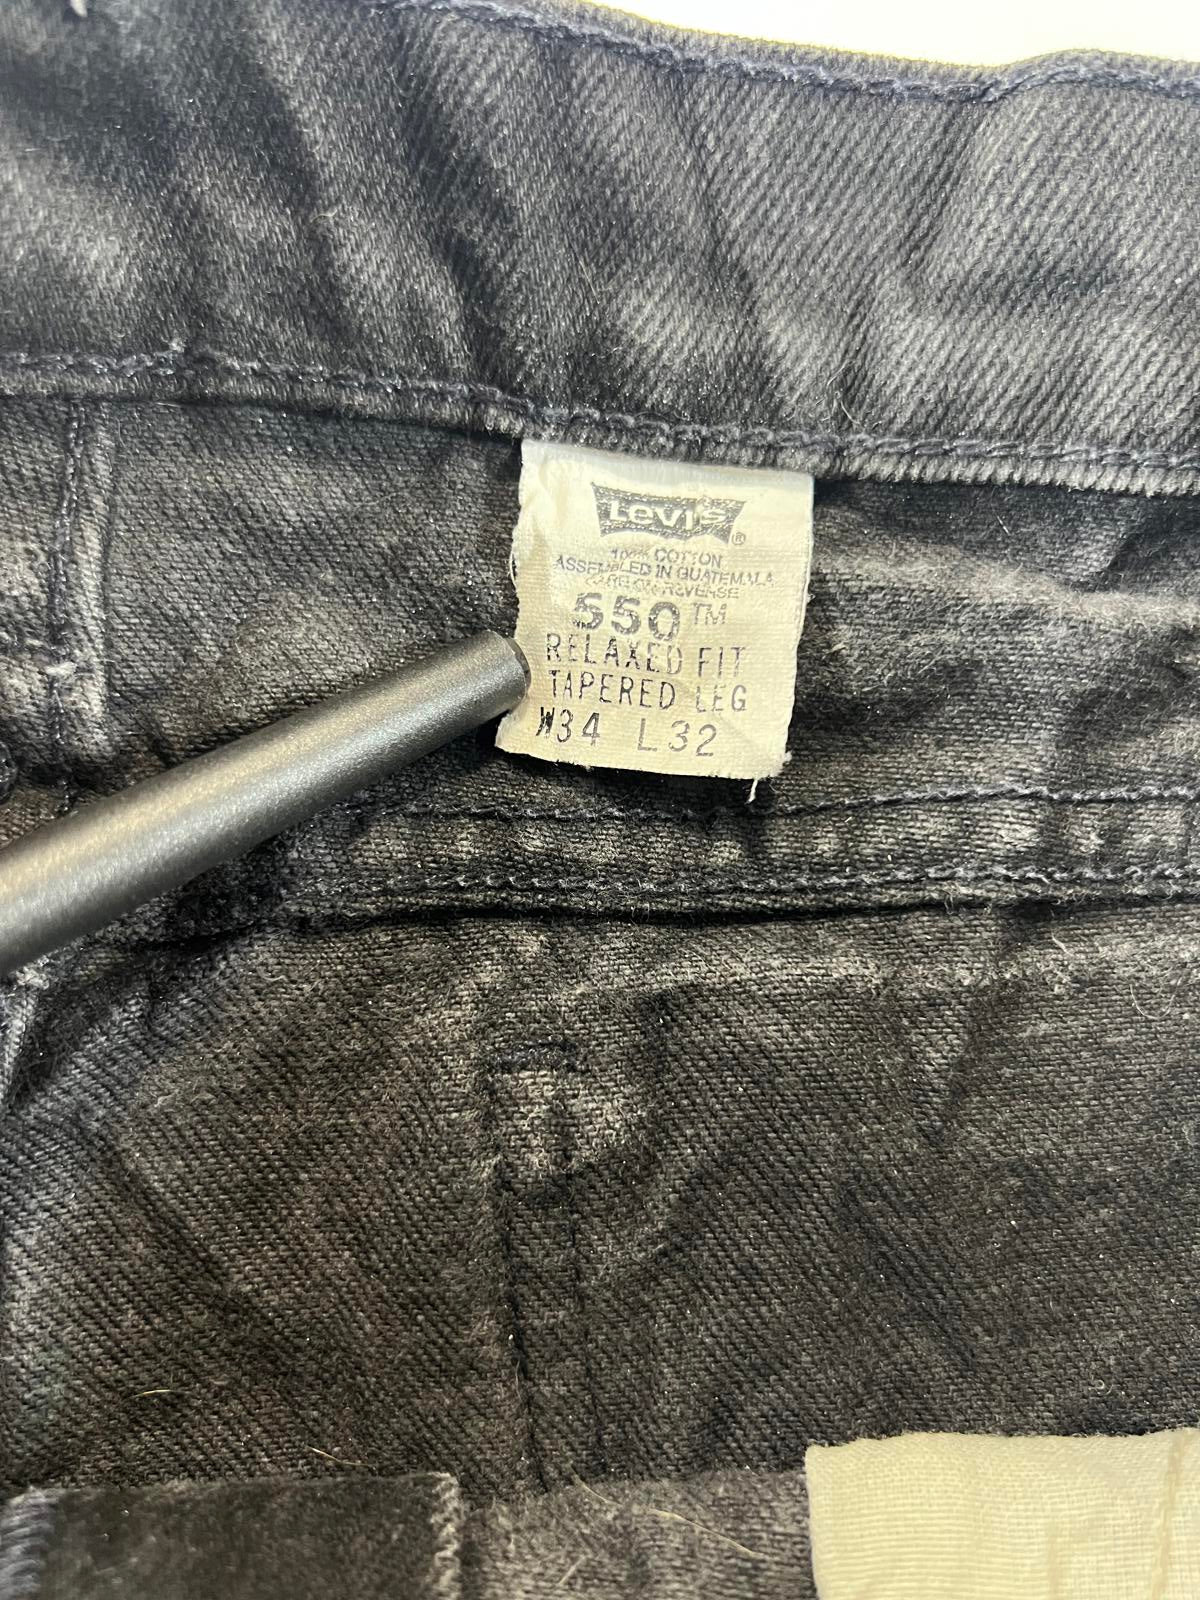 Levi's ®
100% COTTON
ASSEMBLED IN GUATEMALA
CARE ON REVERSE
550™
RELAXED FIT
TAPERED LEG
W34 L32